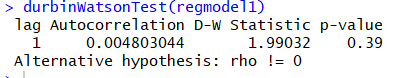 > durbinWatsonTest(regmodel1)
lag Autocorrelation D-W Statistic p-value
1 0.004803044 1.99032 0.39
Alternative hypothesis: rho != 0
>